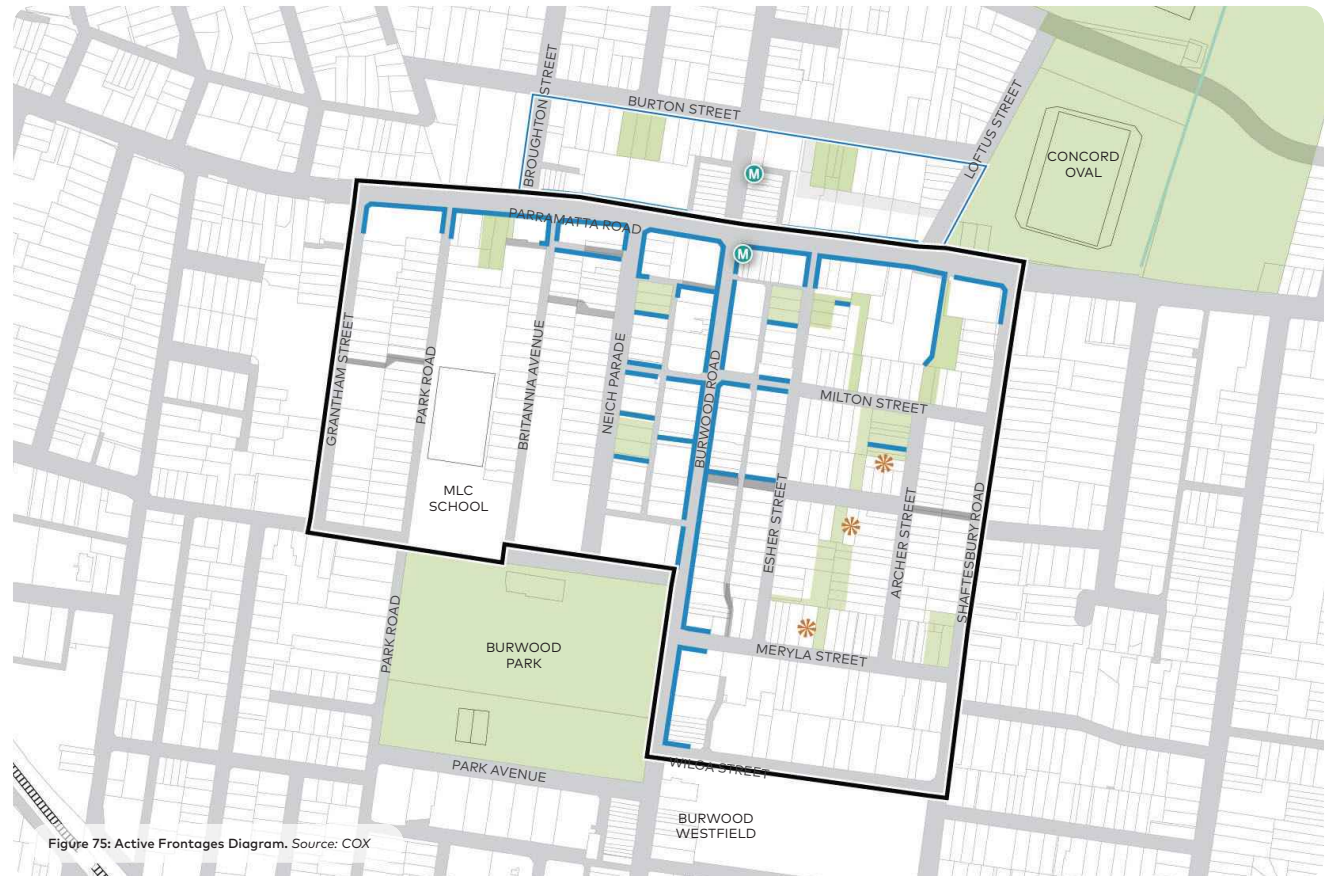 BROUGHTON STREET
BURTON STREET
LOFTUS STREET
CONCORD
OVAL
M
PARRAMATTA ROAD
M
GRANTHAM STREET
PARK ROAD
BRITANNIA AVENUE
NEICH PARADE
BURWOOD ROAD
MILTON STREET
MLC
SCHOOL
ESHER STREET
ARCHER STREET
SHAFTESBURY ROAD
PARK ROAD
BURWOOD
PARK
MERYLA STREET
PARK AVENUE
WILGA STREET
BURWOOD
WESTFIELD
Figure 75: Active Frontages Diagram. Source: COX